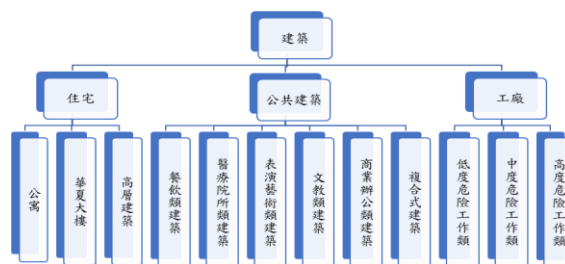 建築
住宅
公共建築
工廠
公寓
華夏大樓
高層建築
餐飲類建築
醫療院所類建築
表演藝術類建築
文教類建築
商業辦公類建築
複合式建築
低度危險工作類
中度危險工作類
高度危險工作類